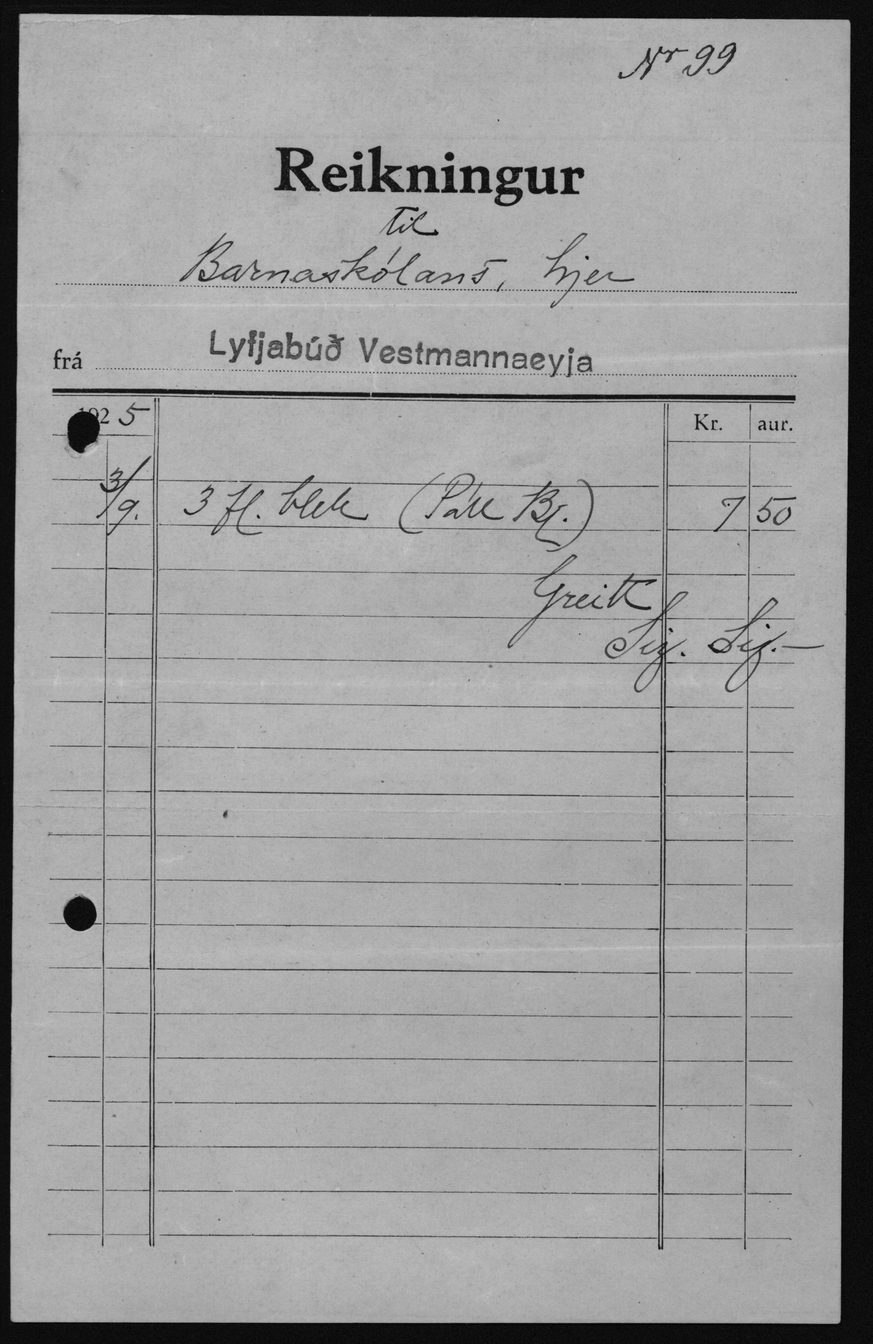 Nr 99
Reikningur
til
Barnaskólans, hjer
frá Lyfjabúð Vestmannaeyja
1925 Kr. aur.
3/9. 3 fl. blek (Páll Bj.) 7 50
Greitt
Sig. Sig.—